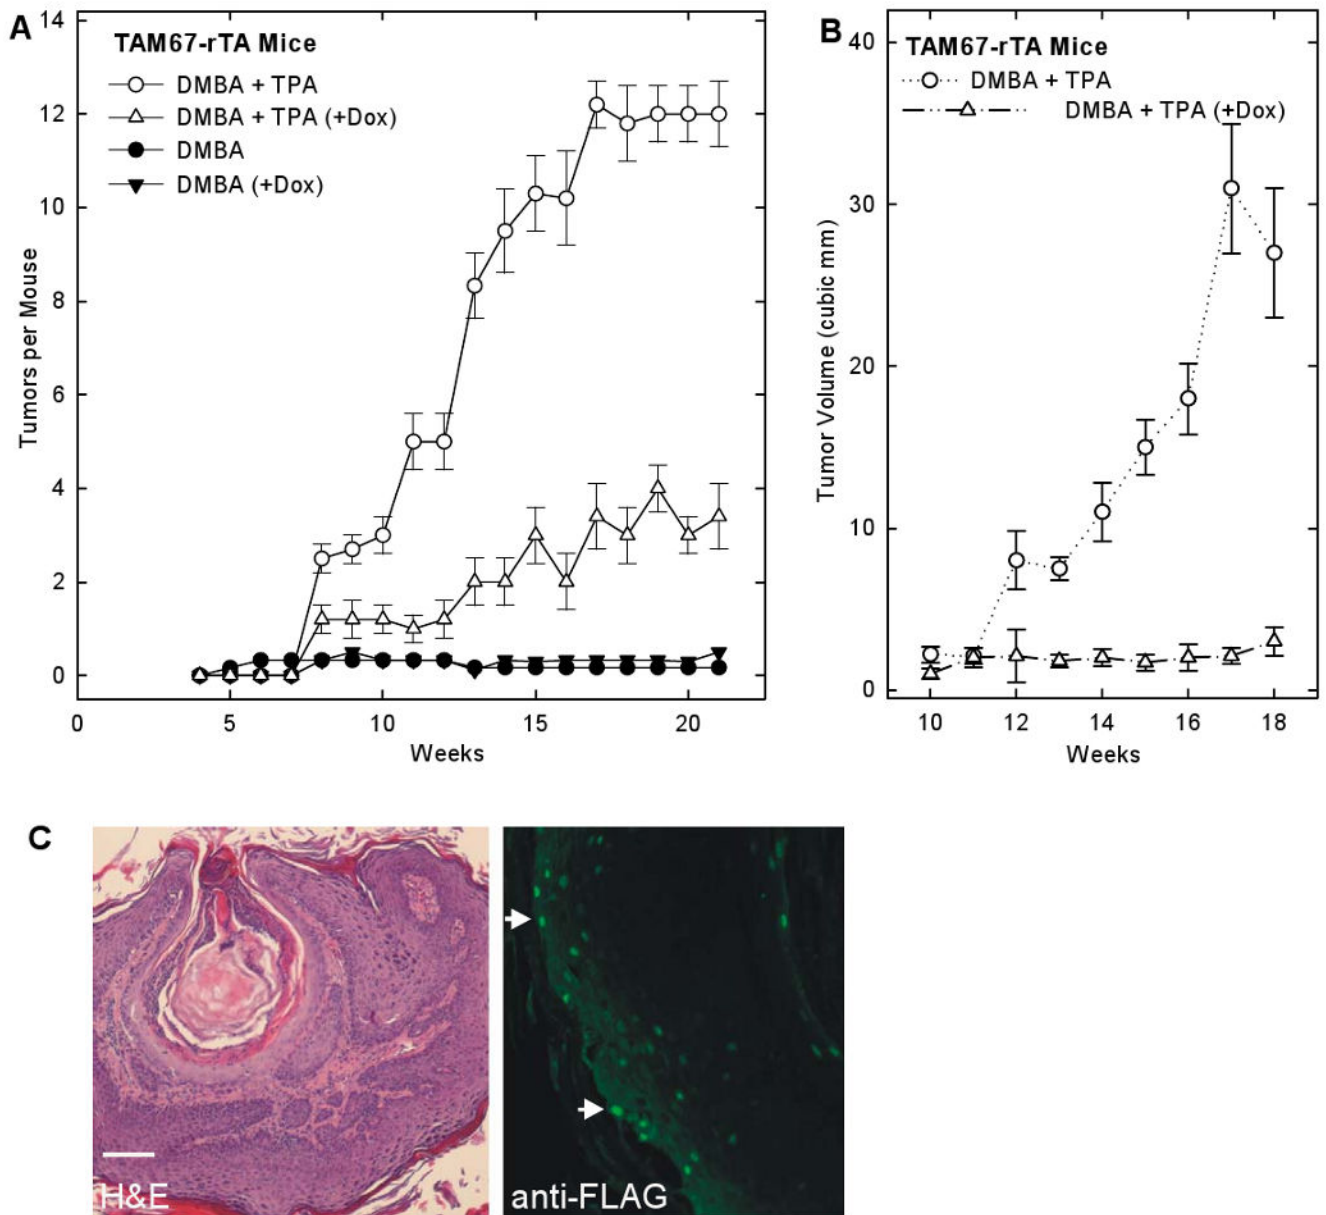 A
TAM67-rTA Mice
DMBA + TPA
DMBA + TPA (+Dox)
DMBA
DMBA (+Dox)
Tumors per Mouse
14
12
10
8
6
4
2
0
0 5 10 15 20
Weeks
B
TAM67-rTA Mice
DMBA + TPA
DMBA + TPA (+Dox)
Tumor Volume (cubic mm)
40
30
20
10
0
10 12 14 16 18
Weeks
C
H&E
anti-FLAG